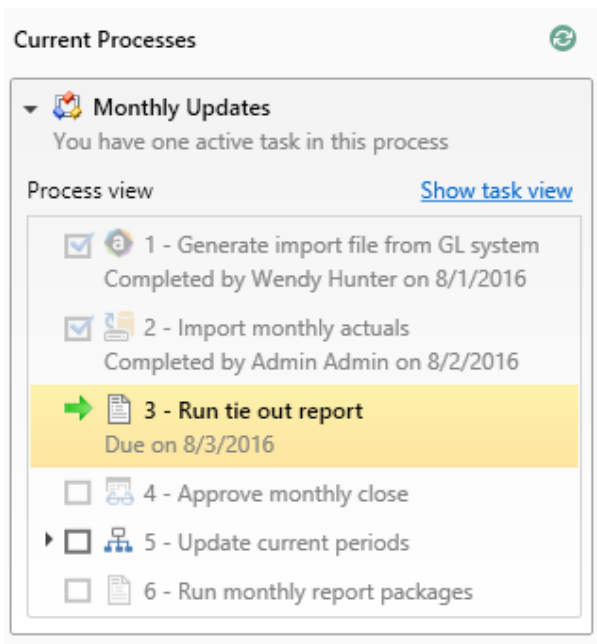 Current Processes
Monthly Updates
You have one active task in this process
Process view Show task view
1 - Generate import file from GL system
Completed by Wendy Hunter on 8/1/2016
2 - Import monthly actuals
Completed by Admin Admin on 8/2/2016
3 - Run tie out report
Due on 8/3/2016
4 - Approve monthly close
5 - Update current periods
6 - Run monthly report packages